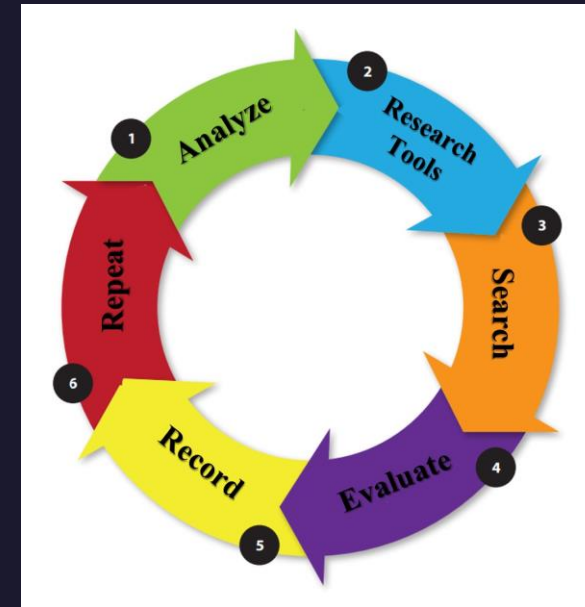 1
Analyze
2
Research
Tools
3
Search
4
Evaluate
5
Record
6
Repeat